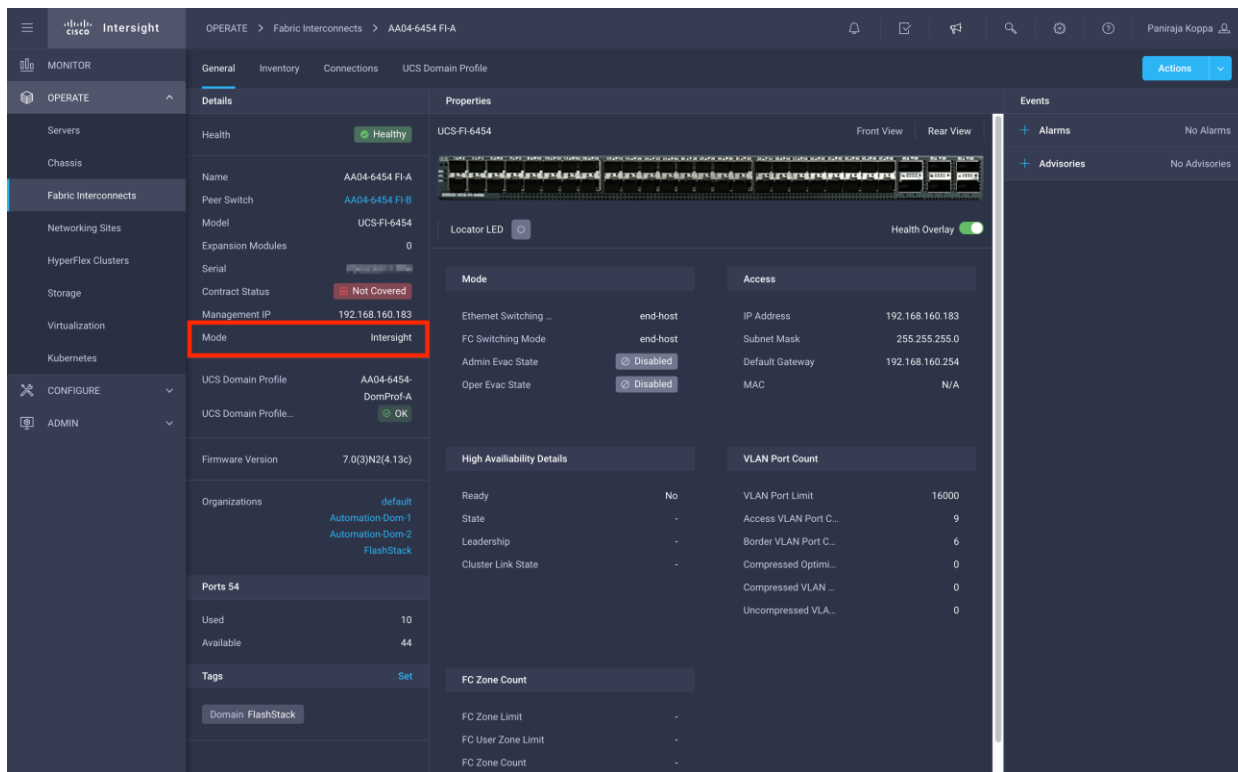 cisco Intersight
OPERATE > Fabric Interconnects > AA04-6454 FI-A
Paniraja Koppa
MONITOR
OPERATE
Servers
Chassis
Fabric Interconnects
Networking Sites
HyperFlex Clusters
Storage
Virtualization
Kubernetes
CONFIGURE
ADMIN
General Inventory Connections UCS Domain Profile
Actions
Details
Health Healthy
Name AA04-6454 FI-A
Peer Switch AA04-6454 FI-B
Model UCS-FI-6454
Expansion Modules 0
Serial
Contract Status Not Covered
Management IP 192.168.160.183
Mode Intersight
UCS Domain Profile AA04-6454-
DomProf-A
UCS Domain Profile... OK
Firmware Version 7.0(3)N2(4.13c)
Organizations default
Automation-Dom-1
Automation-Dom-2
FlashStack
Ports 54
Used 10
Available 44
Tags Set
Domain FlashStack
Properties
UCS-FI-6454 Front View Rear View
Locator LED Health Overlay
Mode
Ethernet Switching ... end-host
FC Switching Mode end-host
Admin Evac State Disabled
Oper Evac State Disabled
Access
IP Address 192.168.160.183
Subnet Mask 255.255.255.0
Default Gateway 192.168.160.254
MAC N/A
High Availiability Details
Ready No
State -
Leadership -
Cluster Link State -
VLAN Port Count
VLAN Port Limit 16000
Access VLAN Port C... 9
Border VLAN Port C... 6
Compressed Optimi... 0
Compressed VLAN ... 0
Uncompressed VLA... 0
FC Zone Count
FC Zone Limit -
FC User Zone Limit -
FC Zone Count -
Events
+ Alarms No Alarms
+ Advisories No Advisories